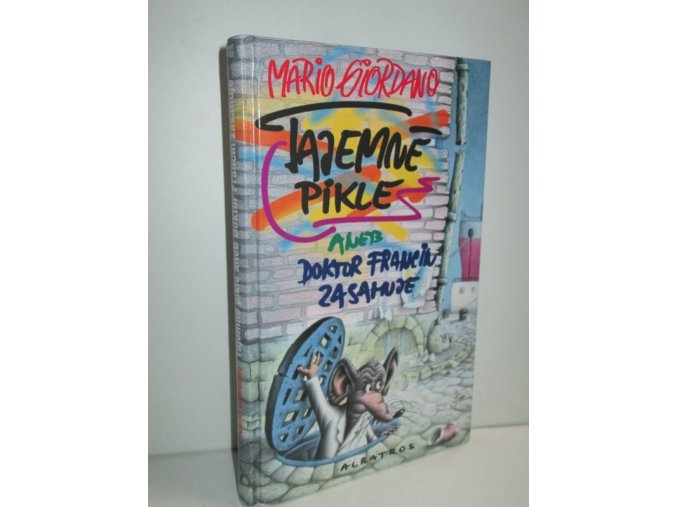 MARIO GIORDANO
TAJEMNÉ
PIKLE
ANEB
DOKTOR FRANCIN
ZASAHUJE
ALBATROS